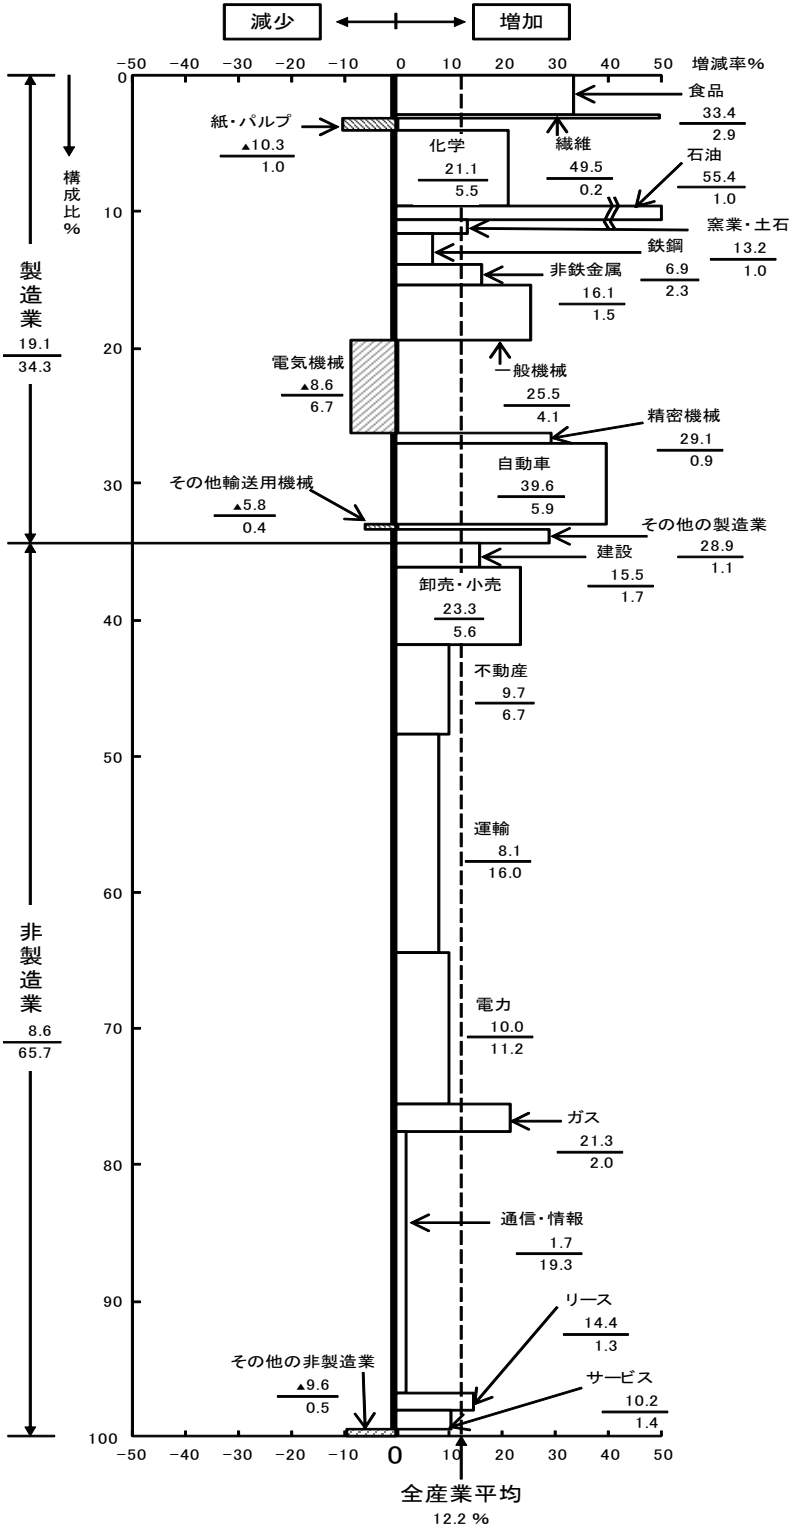 減少
増加
-50
-40
-30
-20
-10
0
10
20
30
40
50
増減率%
0
10
20
30
40
50
60
70
80
90
100
構成比%
製造業
19.1
34.3
非製造業
8.6
65.7
食品
33.4
2.9
繊維
49.5
0.2
紙・パルプ
▲10.3
1.0
化学
21.1
5.5
石油
55.4
1.0
窯業・土石
13.2
1.0
鉄鋼
6.9
2.3
非鉄金属
16.1
1.5
一般機械
25.5
4.1
電気機械
▲8.6
6.7
精密機械
29.1
0.9
自動車
39.6
5.9
その他輸送用機械
▲5.8
0.4
その他の製造業
28.9
1.1
建設
15.5
1.7
卸売・小売
23.3
5.6
不動産
9.7
6.7
運輸
8.1
16.0
電力
10.0
11.2
ガス
21.3
2.0
通信・情報
1.7
19.3
リース
14.4
1.3
サービス
10.2
1.4
その他の非製造業
▲9.6
0.5
-50
-40
-30
-20
-10
0
10
20
30
40
50
全産業平均
12.2 %